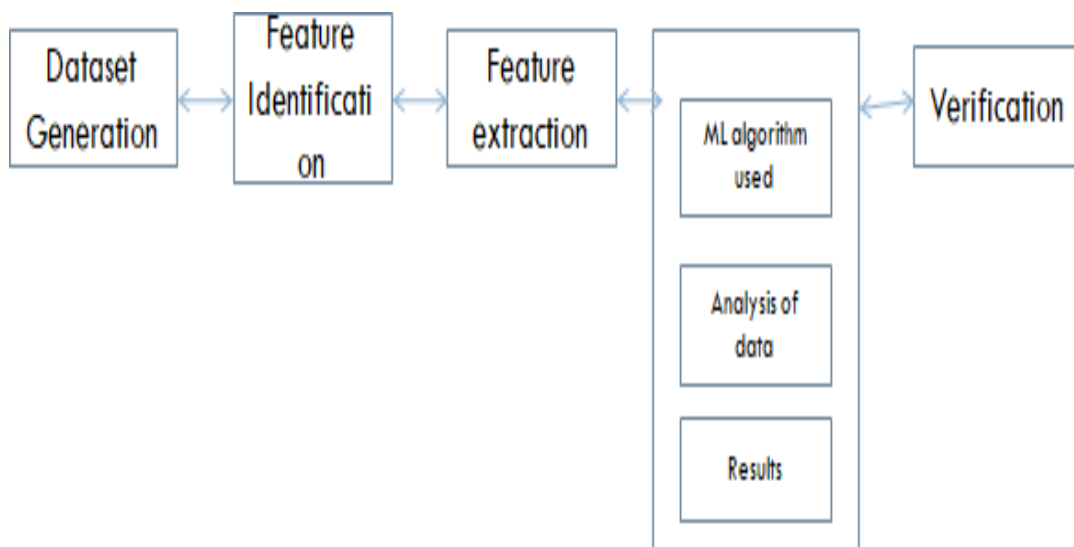 Dataset
Generation
Feature
Identificati
on
Feature
extraction
ML algorithm
used
Analysis of
data
Results
Verification